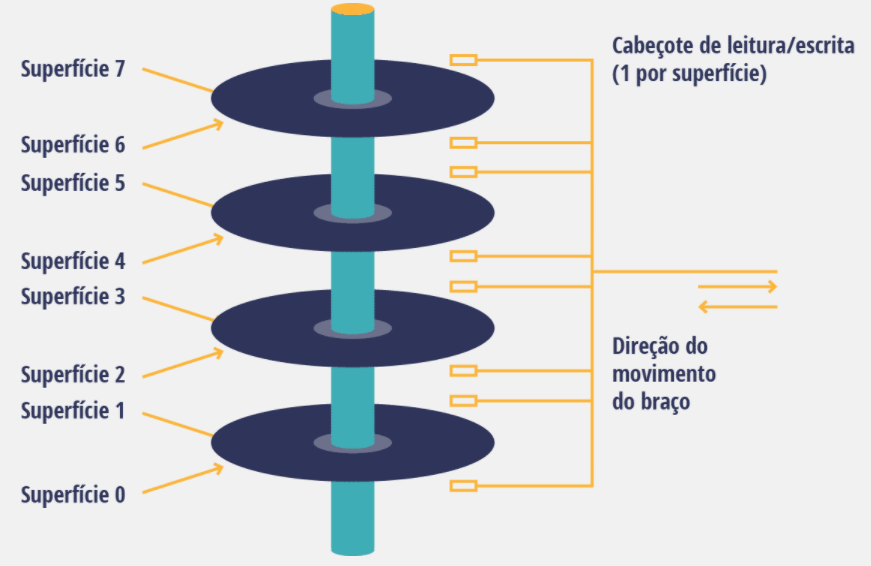 Superfície 7
Superfície 6
Superfície 5
Superfície 4
Superfície 3
Superfície 2
Superfície 1
Superfície 0
Cabeçote de leitura/escrita
(1 por superfície)
Direção do
movimento
do braço